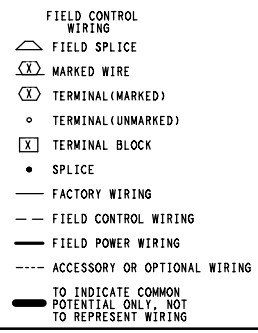 FIELD CONTROL
WIRING
FIELD SPLICE
X MARKED WIRE
X TERMINAL(MARKED)
TERMINAL(UNMARKED)
X TERMINAL BLOCK
SPLICE
FACTORY WIRING
FIELD CONTROL WIRING
FIELD POWER WIRING
ACCESSORY OR OPTIONAL WIRING
TO INDICATE COMMON
POTENTIAL ONLY, NOT
TO REPRESENT WIRING